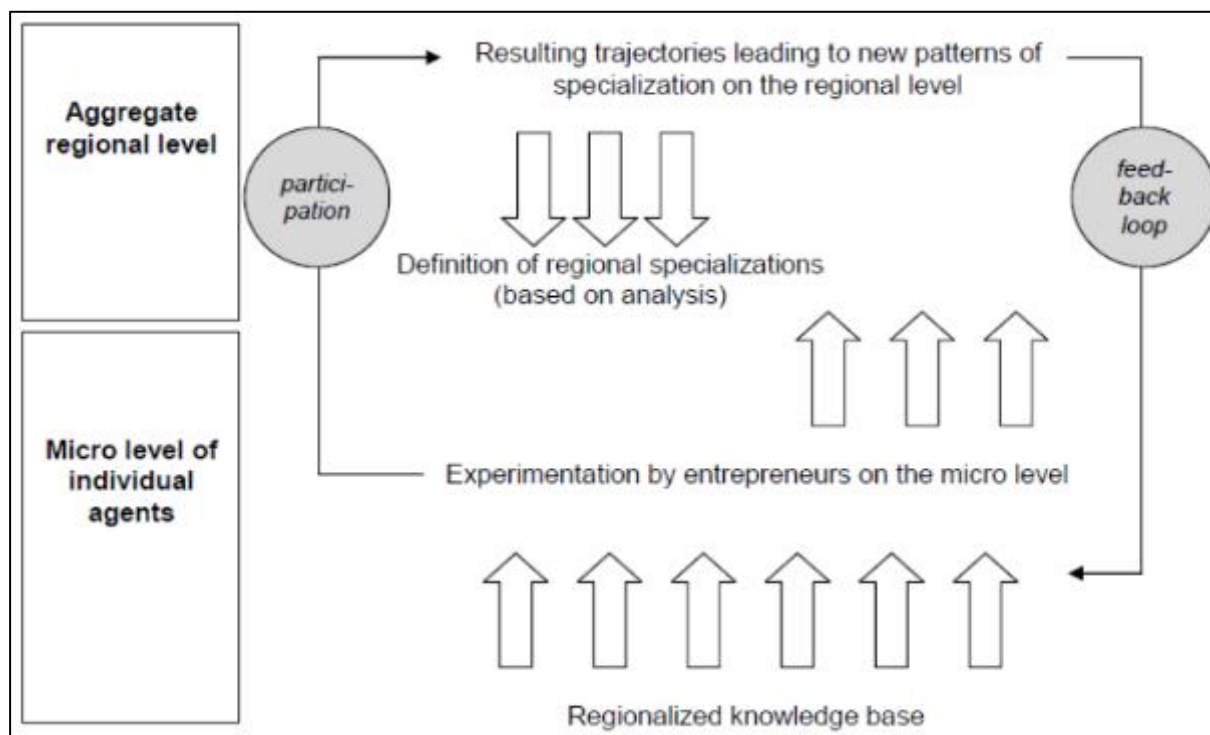 Aggregate
regional level
Micro level of
individual
agents
partici-
pation
Resulting trajectories leading to new patterns of
specialization on the regional level
feed-
back
loop
Definition of regional specializations
(based on analysis)
Experimentation by entrepreneurs on the micro level
Regionalized knowledge base